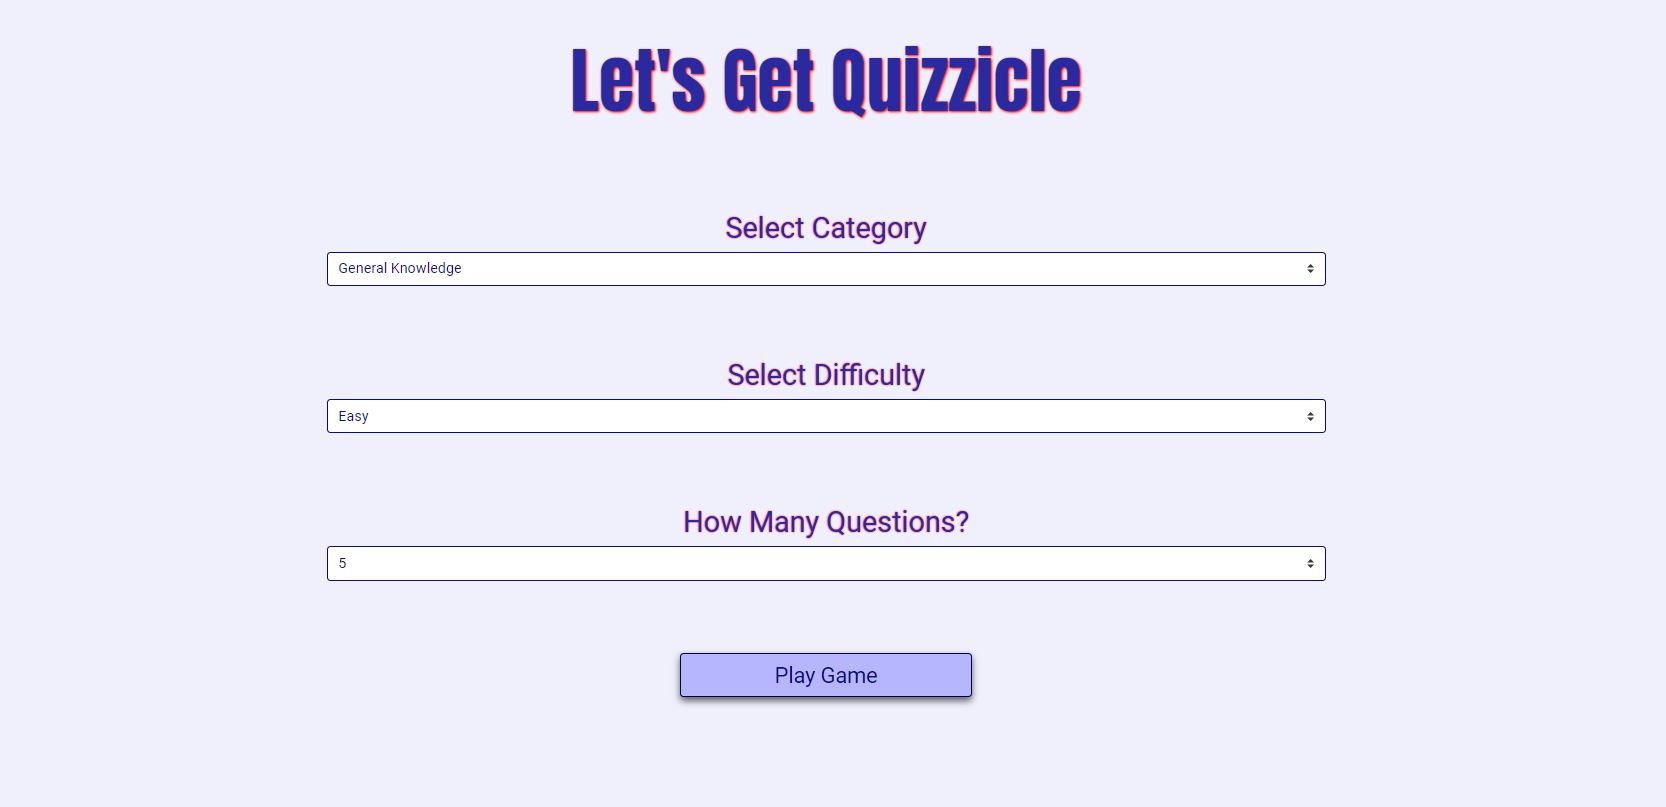 Let's Get Quizzicle
Select Category
General Knowledge
Select Difficulty
Easy
How Many Questions?
5
Play Game